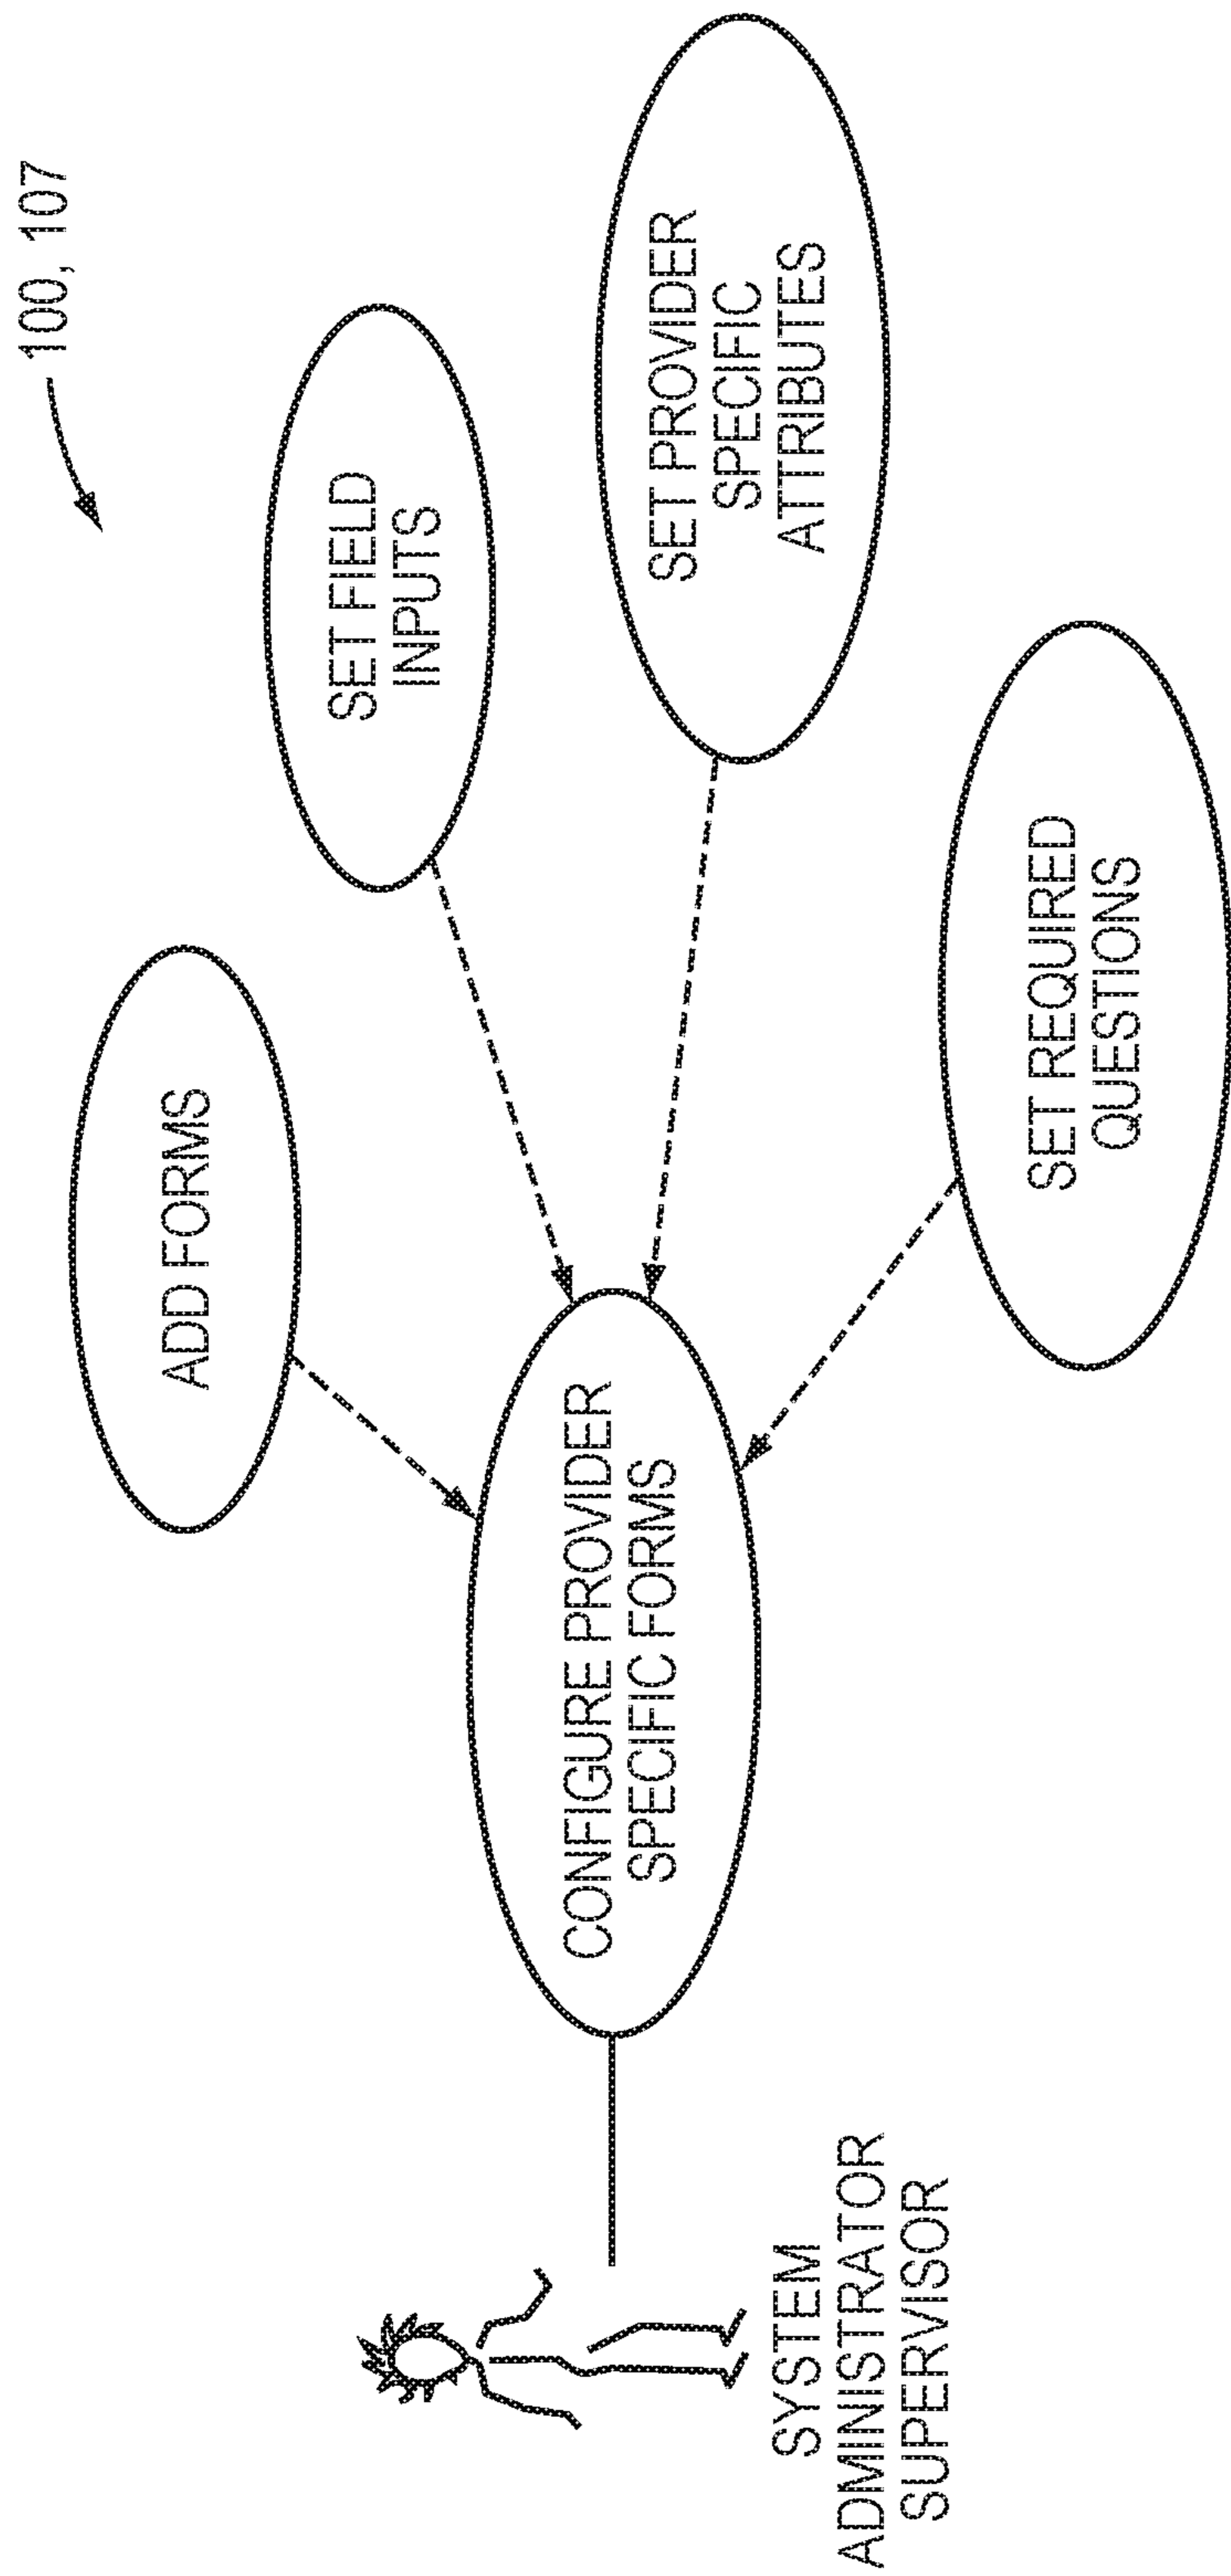 100, 107
ADD FORMS
SET FIELD
INPUTS
SET PROVIDER
SPECIFIC
ATTRIBUTES
CONFIGURE PROVIDER
SPECIFIC FORMS
SET REQUIRED
QUESTIONS
SYSTEM
ADMINISTRATOR
SUPERVISOR